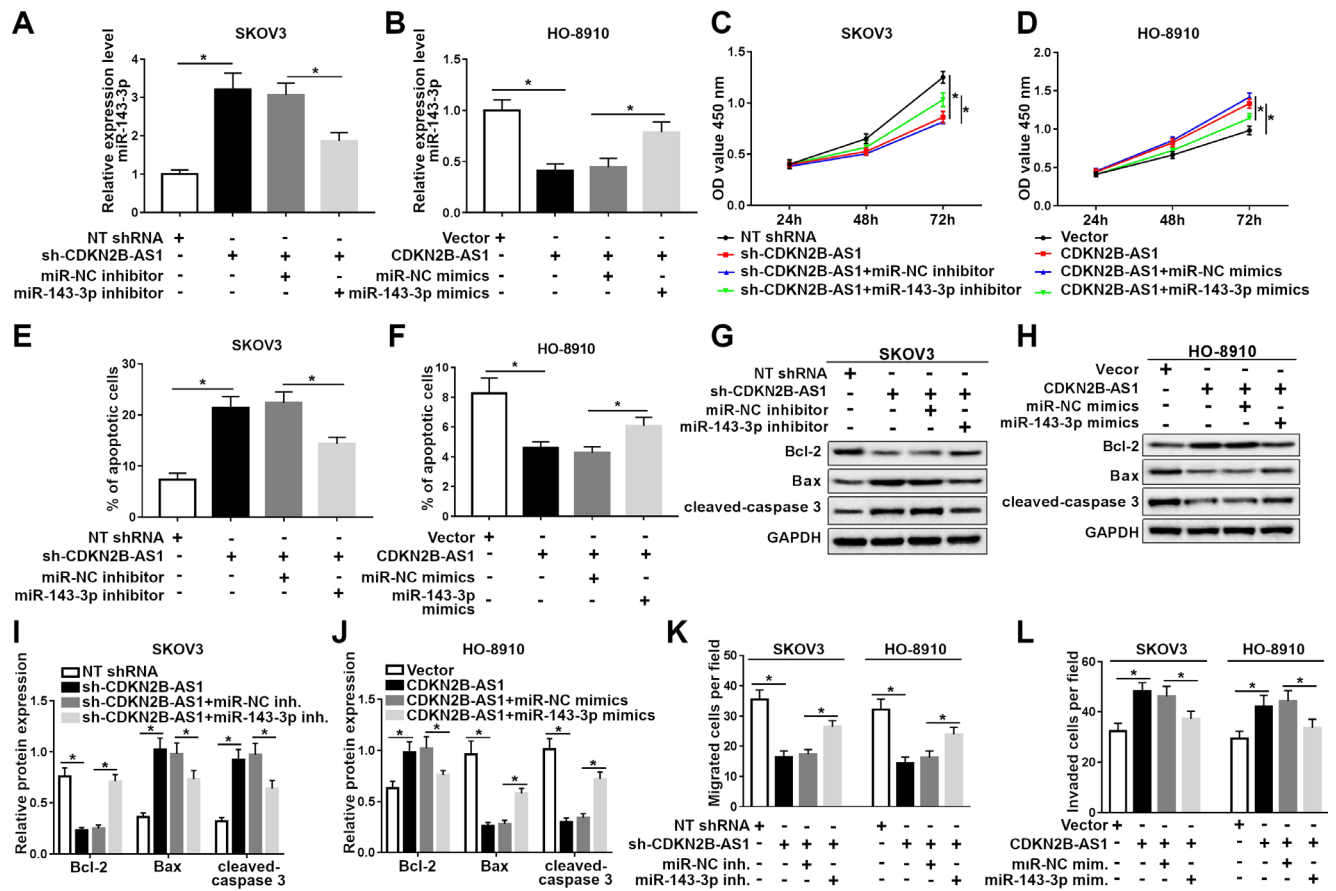 A
SKOV3
Relative expression level
miR-143-3p
4
3
2
1
0
*
*
NT shRNA + - - -
sh-CDKN2B-AS1 - + + +
miR-NC inhibitor - - + -
miR-143-3p inhibitor - - - +
B
HO-8910
Relative expression level
miR-143-3p
1.5
1.0
0.5
0.0
*
*
Vector + - - -
CDKN2B-AS1 - + + +
miR-NC mimics - - + -
miR-143-3p mimics - - - +
C
SKOV3
OD value 450 nm
1.5
1.0
0.5
0.0
24h 48h 72h
*
*
NT shRNA
sh-CDKN2B-AS1
sh-CDKN2B-AS1+miR-NC inhibitor
sh-CDKN2B-AS1+miR-143-3p inhibitor
D
HO-8910
OD value 450 nm
2.0
1.5
1.0
0.5
0.0
24h 48h 72h
*
*
Vector
CDKN2B-AS1
CDKN2B-AS1+miR-NC mimics
CDKN2B-AS1+miR-143-3p mimics
E
SKOV3
% of apoptotic cells
30
20
10
0
*
*
NT shRNA + - - -
sh-CDKN2B-AS1 - + + +
miR-NC inhibitor - - + -
miR-143-3p inhibitor - - - +
F
HO-8910
% of apoptotic cells
10
8
6
4
2
0
*
*
Vector + - - -
CDKN2B-AS1 - + + +
miR-NC mimics - - + -
miR-143-3p
mimics - - - +
G
SKOV3
NT shRNA + - - -
sh-CDKN2B-AS1 - + + +
miR-NC inhibitor - - + -
miR-143-3p inhibitor - - - +
Bcl-2
Bax
cleaved-caspase 3
GAPDH
H
HO-8910
Vecor + - - -
CDKN2B-AS1 - + + +
miR-NC mimics - - + -
miR-143-3p mimics - - - +
Bcl-2
Bax
cleaved-caspase 3
GAPDH
I
SKOV3
Relative protein expression
1.5
1.0
0.5
0.0
NT shRNA
sh-CDKN2B-AS1
sh-CDKN2B-AS1+miR-NC inh.
sh-CDKN2B-AS1+miR-143-3p inh.
* * * * * *
Bcl-2 Bax cleaved-
caspase 3
J
HO-8910
Relative protein expression
1.5
1.0
0.5
0.0
Vector
CDKN2B-AS1
CDKN2B-AS1+miR-NC mimics
CDKN2B-AS1+miR-143-3p mimics
* * * * * *
Bcl-2 Bax cleaved-
caspase 3
K
SKOV3 HO-8910
Migrated cells per field
60
40
20
0
* * * *
NT shRNA + - - - + - - -
sh-CDKN2B-AS1 - + + + - + + +
miR-NC inh. - - + - - - + -
miR-143-3p inh. - - - + - - - +
L
SKOV3 HO-8910
Invaded cells per field
80
60
40
20
0
* * * *
Vector + - - - + - - -
CDKN2B-AS1 - + + + - + + +
miR-NC mim. - - + - - - + -
miR-143-3p mim. - - - + - - - +